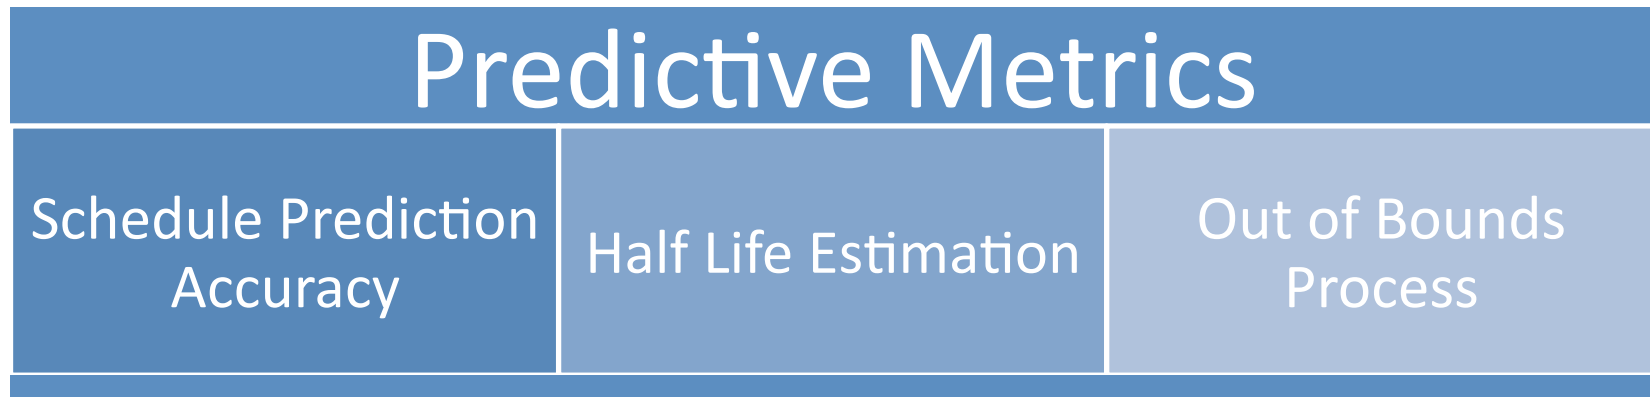 Predictive Metrics
Schedule Prediction
Accuracy
Half Life Estimation
Out of Bounds
Process